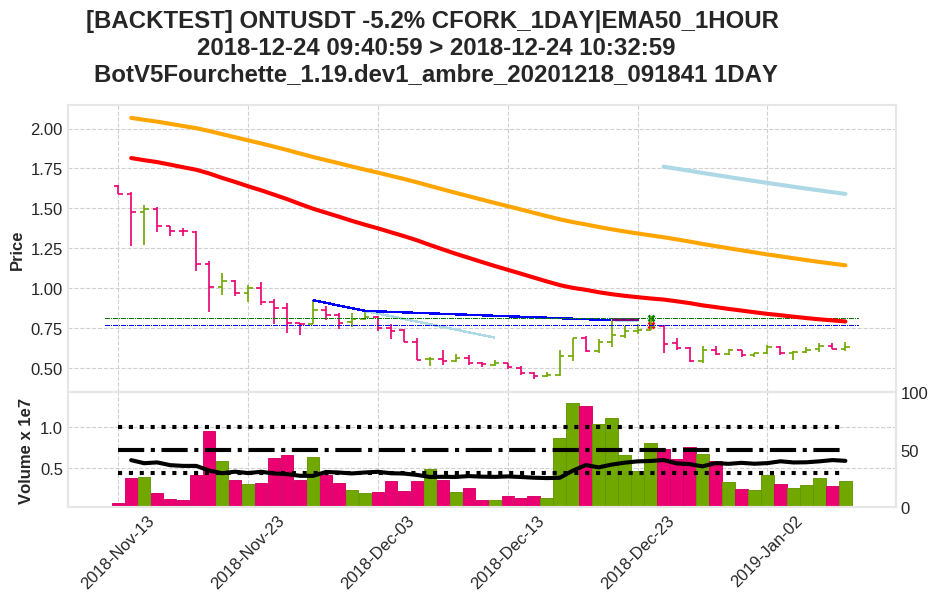 [BACKTEST] ONTUSDT -5.2% CFORK_1DAY|EMA50_1HOUR
2018-12-24 09:40:59 > 2018-12-24 10:32:59
BotV5Fourchette_1.19.dev1_ambre_20201218_091841 1DAY
Price
2.00
1.75
1.50
1.25
1.00
0.75
0.50
Volume x 1e7
1.0
0.5
100
50
0
2018-Nov-13
2018-Nov-23
2018-Dec-03
2018-Dec-13
2018-Dec-23
2019-Jan-02